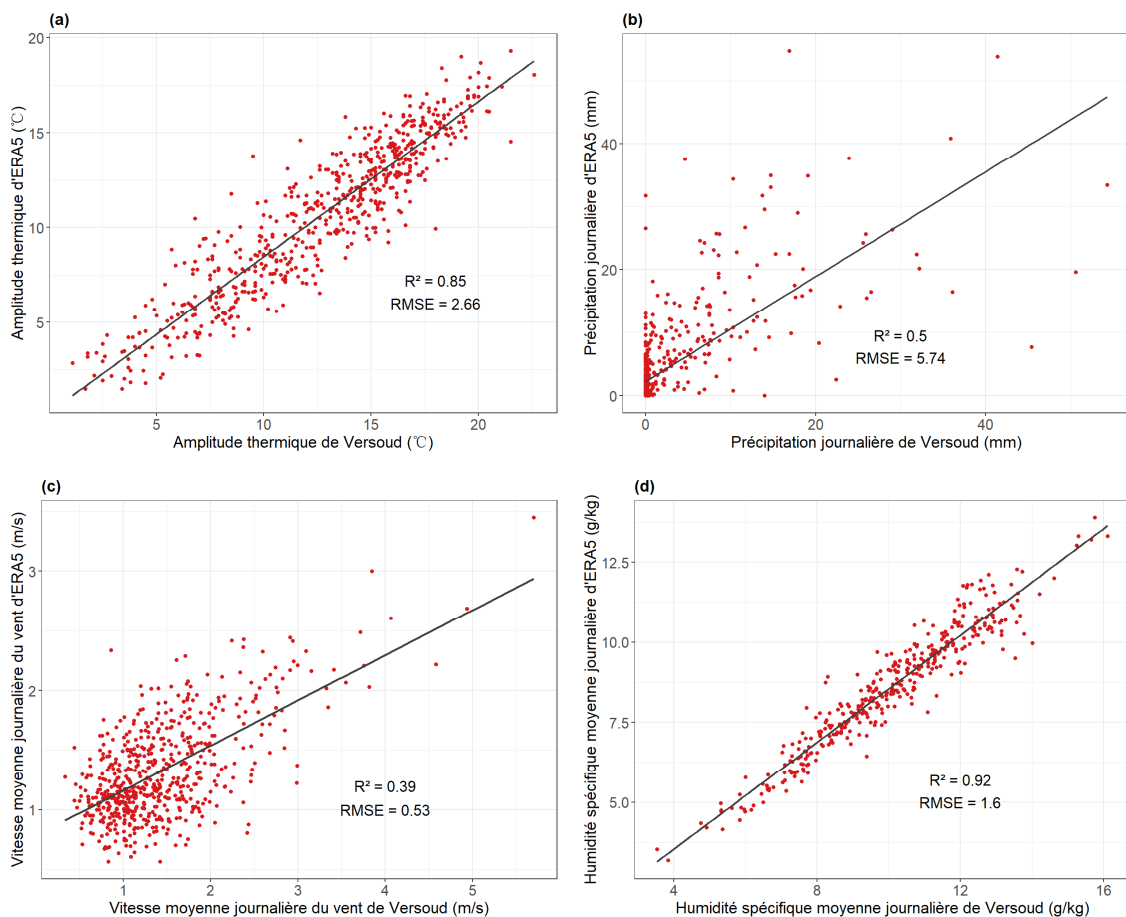 (a)
20
15
10
5
Amplitude thermique d'ERA5 (℃)
R² = 0.85
RMSE = 2.66
5
10
15
20
Amplitude thermique de Versoud (℃)
(b)
40
20
0
Précipitation journalière d'ERA5 (mm)
R² = 0.5
RMSE = 5.74
0
20
40
Précipitation journalière de Versoud (mm)
(c)
3
2
1
Vitesse moyenne journalière du vent d'ERA5 (m/s)
R² = 0.39
RMSE = 0.53
1
2
3
4
5
Vitesse moyenne journalière du vent de Versoud (m/s)
(d)
12.5
10.0
7.5
5.0
Humidité spécifique moyenne journalière d'ERA5 (g/kg)
R² = 0.92
RMSE = 1.6
4
8
12
16
Humidité spécifique moyenne journalière de Versoud (g/kg)